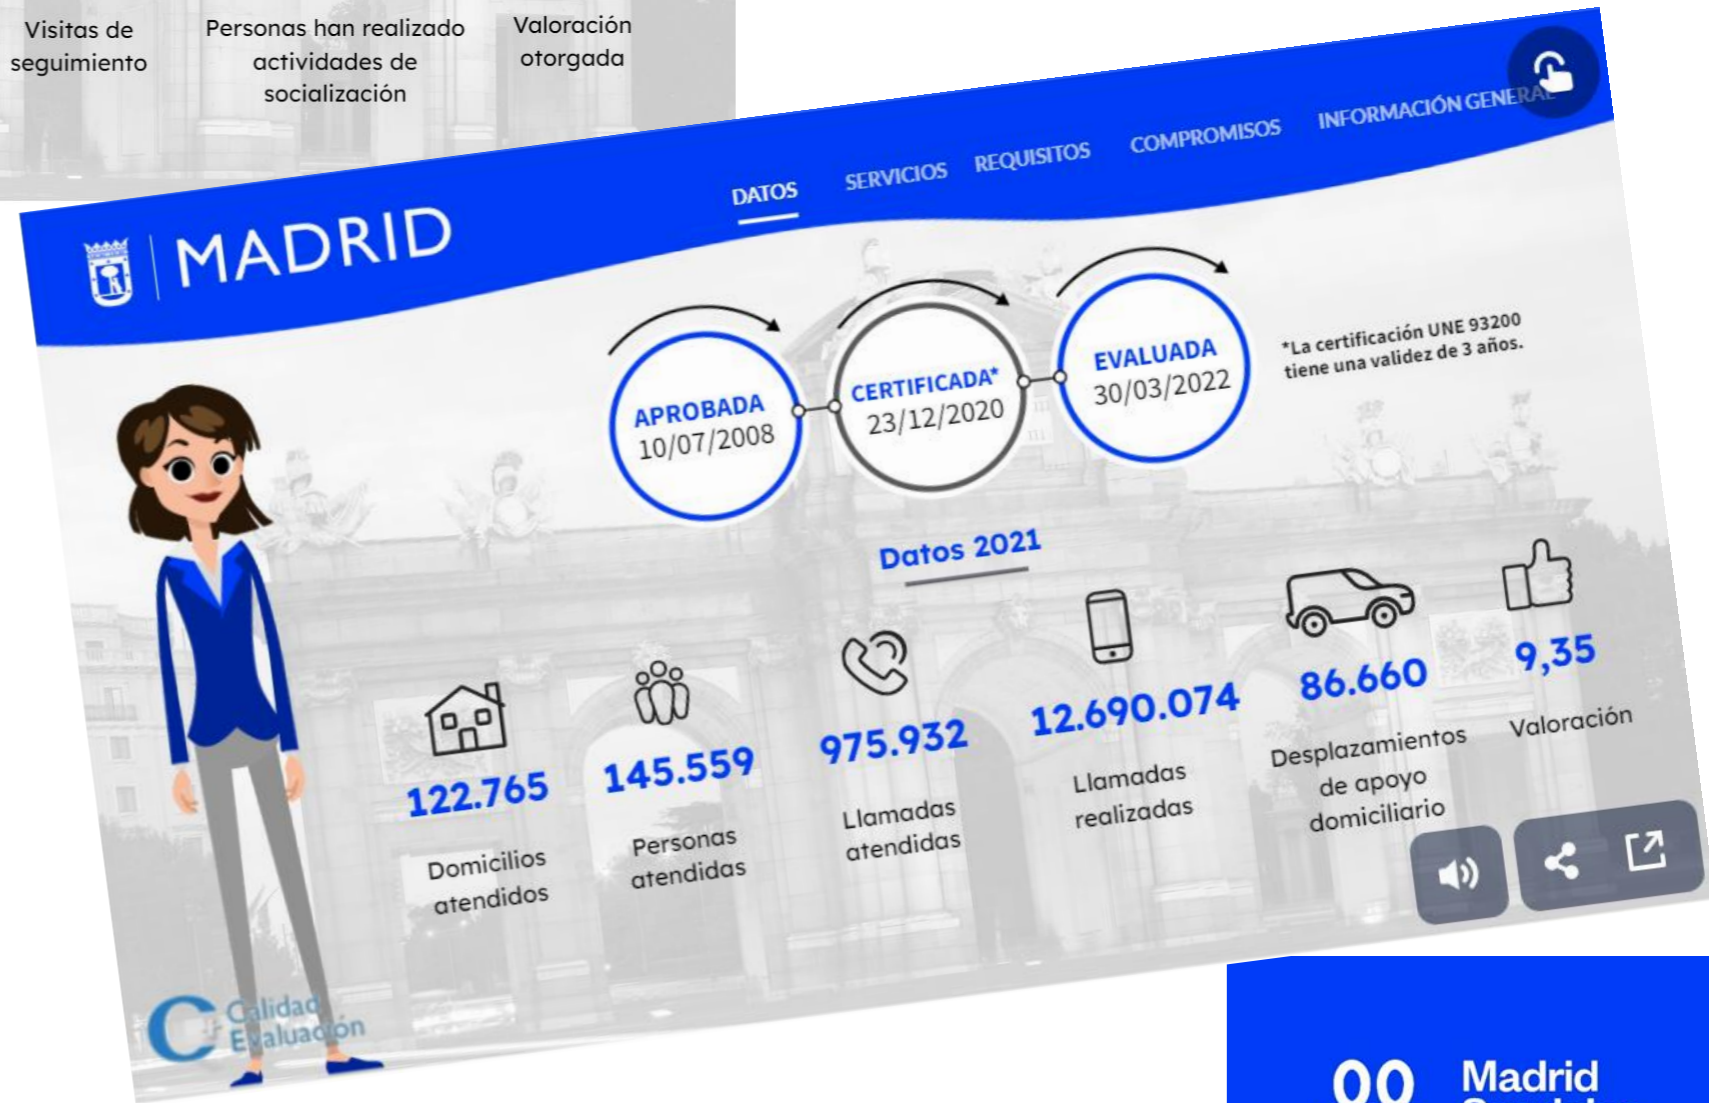 Visitas de
seguimiento
Personas han realizado
actividades de
socialización
Valoración
otorgada
MADRID
DATOS
SERVICIOS
REQUISITOS
COMPROMISOS
INFORMACIÓN GENERAL
APROBADA
10/07/2008
CERTIFICADA*
23/12/2020
EVALUADA
30/03/2022
*La certificación UNE 93200
tiene una validez de 3 años.
Datos 2021
122.765
Domicilios
atendidos
145.559
Personas
atendidas
975.932
Llamadas
atendidas
12.690.074
Llamadas
realizadas
86.660
Desplazamientos
de apoyo
domiciliario
9,35
Valoración
Calidad
Evaluación
Madrid